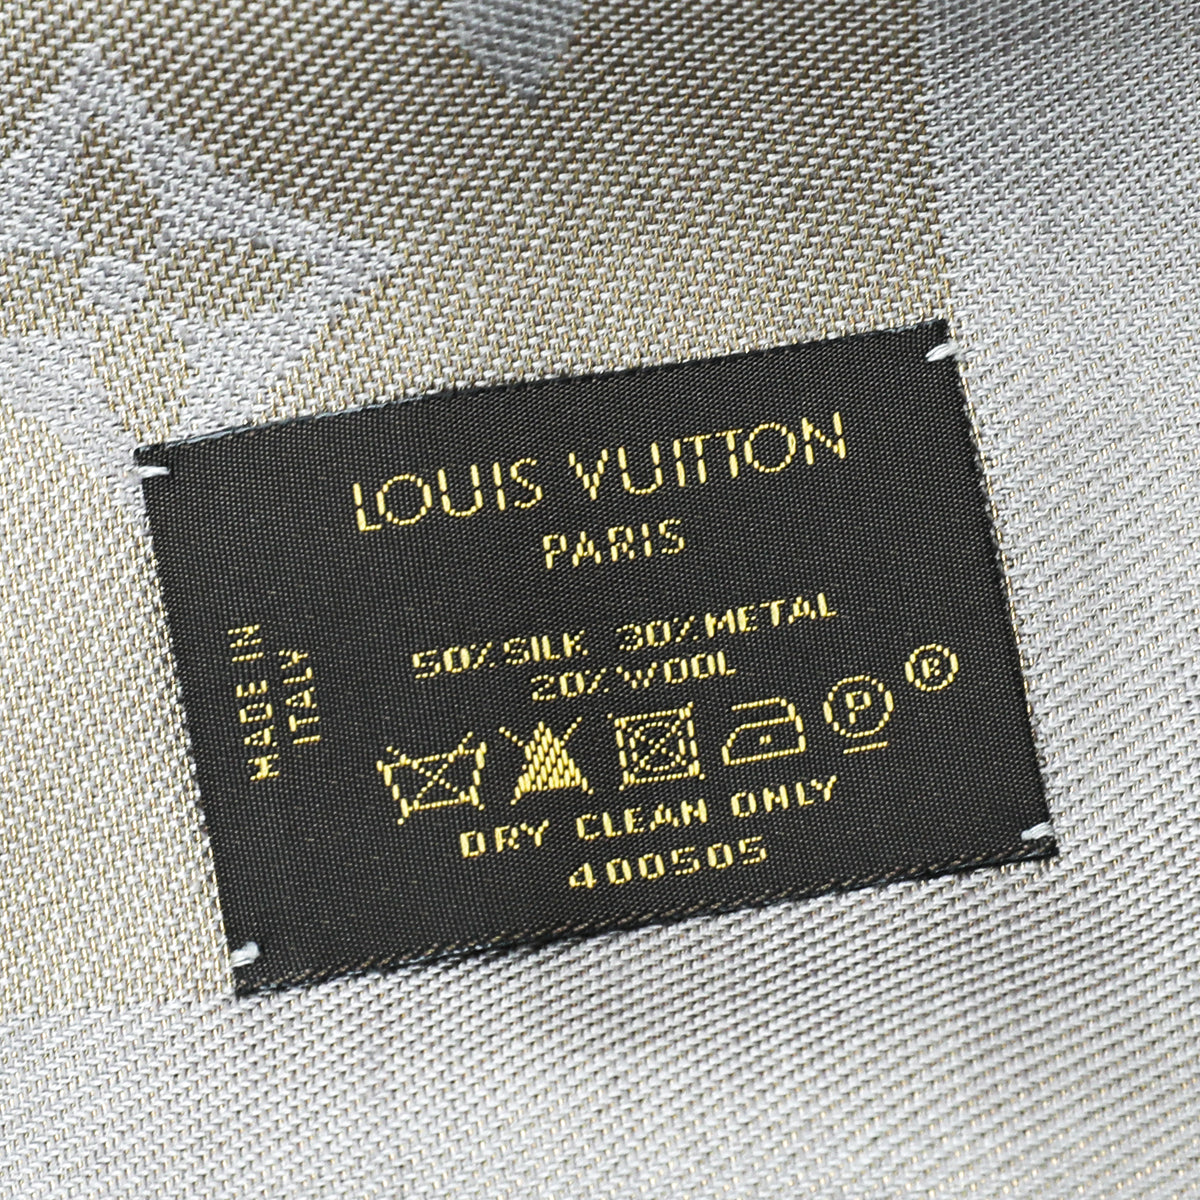 LOUIS VUITTON
PARIS
50% SILK 30% METAL
20% WOOL
P ®
DRY CLEAN ONLY
400505
MADE IN
ITALY